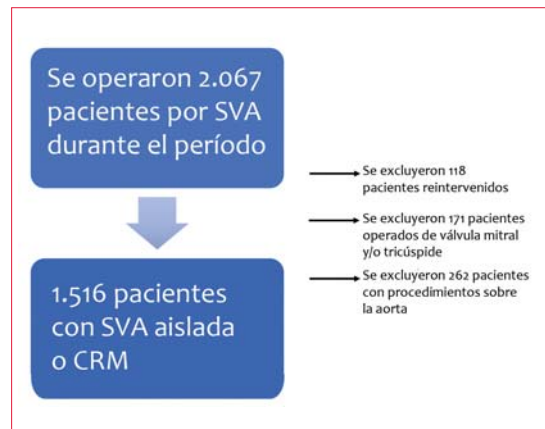 Se operaron 2.067
pacientes por SVA
durante el período
Se excluyeron 118
pacientes reintervenidos
Se excluyeron 171 pacientes
operados de válvula mitral
y/o tricúspide
Se excluyeron 262 pacientes
con procedimientos sobre
la aorta
1.516 pacientes
con SVA aislada
o CRM